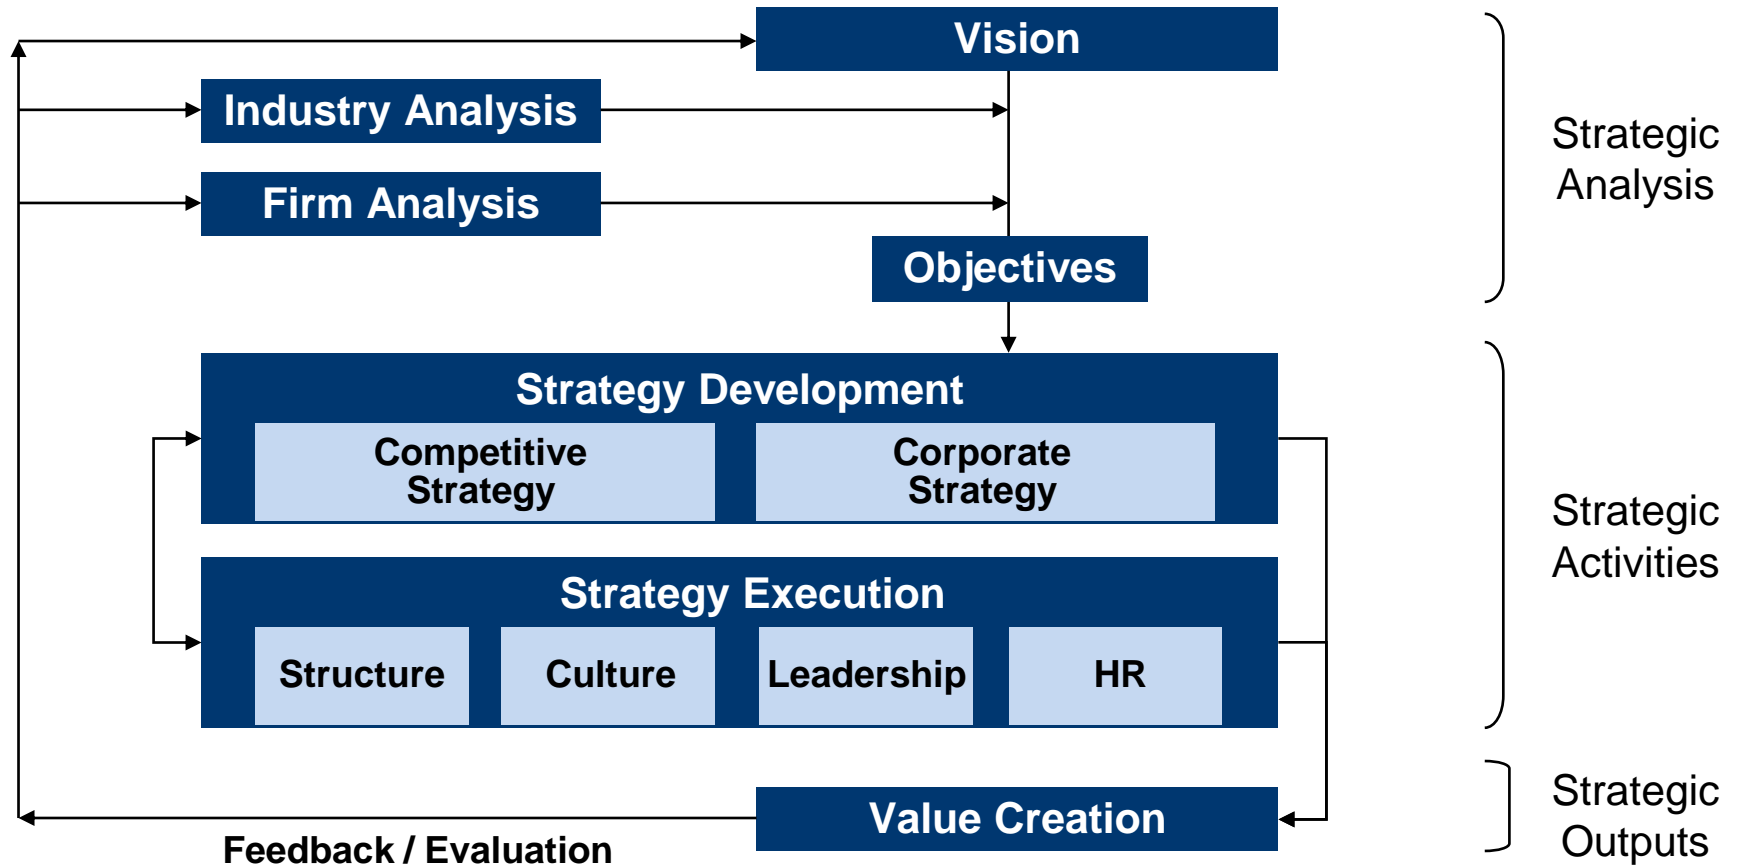 Vision
Industry Analysis
Firm Analysis
Objectives
Strategic
Analysis
Strategy Development
Competitive
Strategy
Corporate
Strategy
Strategy Execution
Structure
Culture
Leadership
HR
Strategic
Activities
Value Creation
Feedback / Evaluation
Strategic
Outputs